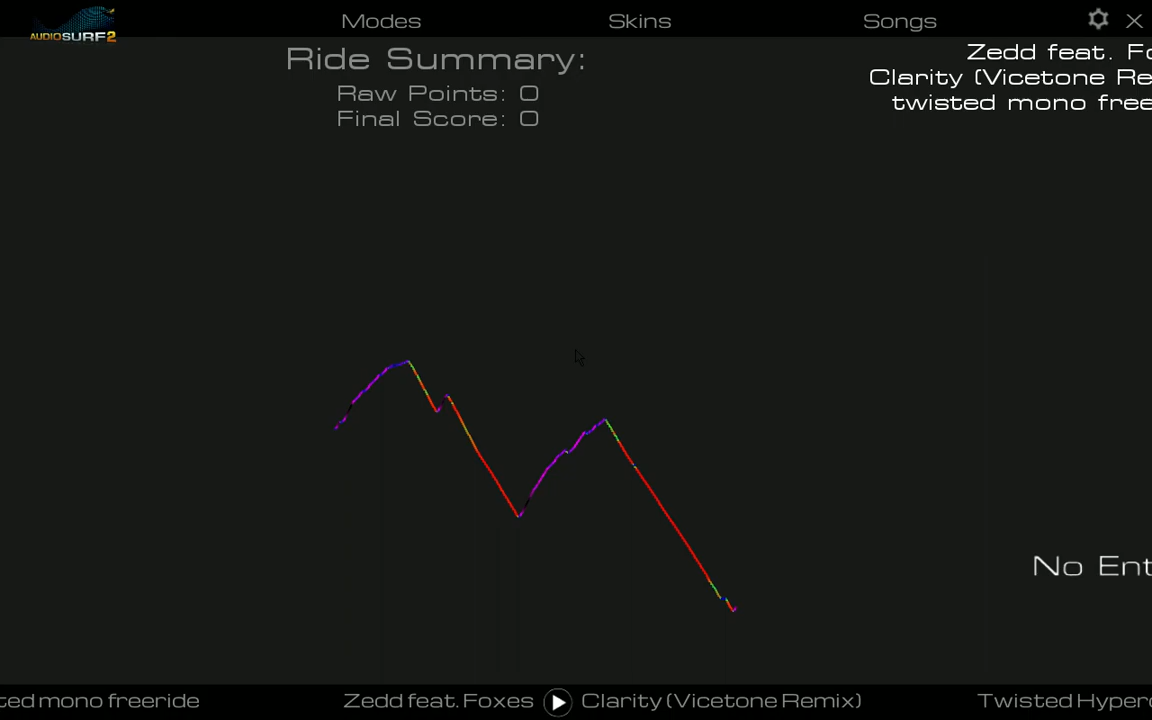 AUDIOSURF2
Modes
Skins
Songs
Ride Summary:
Raw Points: 0
Final Score: 0
Zedd feat. Fo
Clarity (Vicetone Re
twisted mono free
No Ent
ted mono freeride
Zedd feat. Foxes
Clarity (Vicetone Remix)
Twisted Hyper